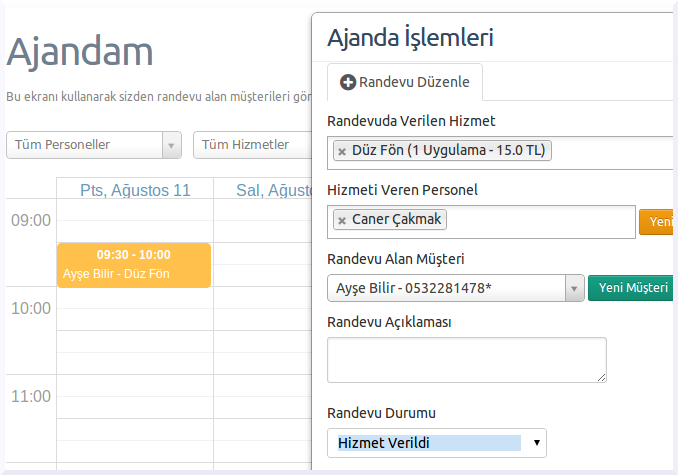 Ajandam
Bu ekranı kullanarak sizden randevu alan müşterileri gör
Tüm Personeller
Tüm Hizmetler
Pts, Ağustos 11
Sal, Ağusto
09:00
09:30 - 10:00
Ayşe Bilir - Düz Fön
10:00
11:00
Ajanda İşlemleri
Randevu Düzenle
Randevuda Verilen Hizmet
× Düz Fön (1 Uygulama - 15.0 TL)
Hizmeti Veren Personel
× Caner Çakmak
Yeni
Randevu Alan Müşteri
Ayşe Bilir - 0532281478*
Yeni Müşteri
Randevu Açıklaması
Randevu Durumu
Hizmet Verildi